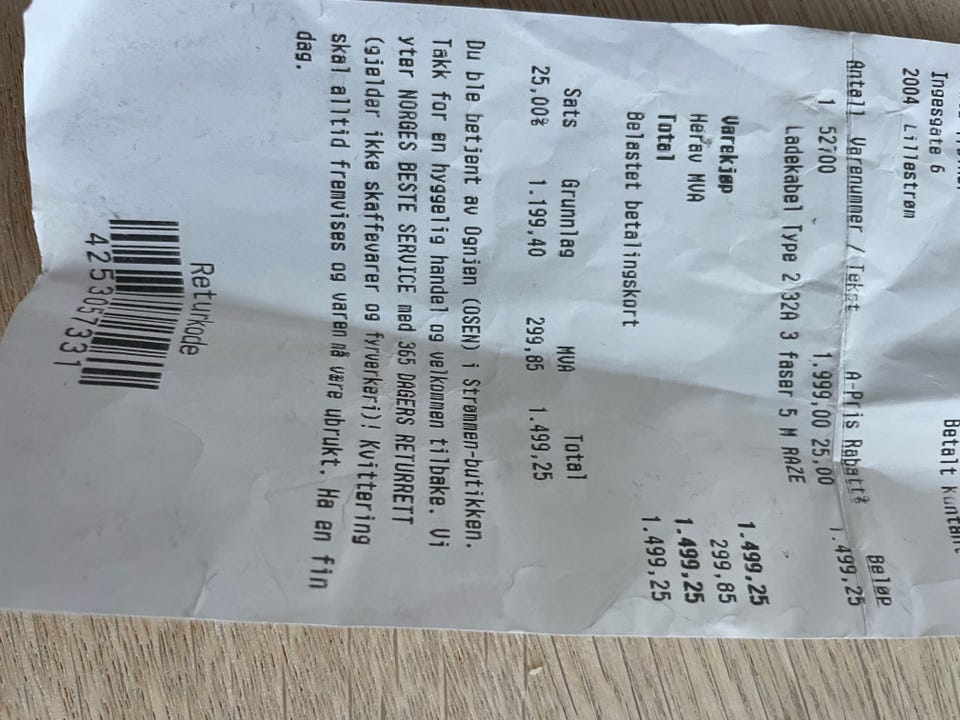 Ingesgate 6
2004 Lillestrøm
Betalt Kontant
Antall Varenummer / Tekst A-Pris Rabatt% Beløp
1 52700 1.999,00 25,00 1.499,25
Ladekabel Type 2 32A 3 faser 5 M RAZE
Varekjøp 1.499,25
Herav MVA 299,85
Total 1.499,25
Belastet betalingskort 1.499,25
Sats Grunnlag MVA Total
25,00% 1.199,40 299,85 1.499,25
Du ble betjent av Ognjen (OSEN) i Strømmen-butikken.
Takk for en hyggelig handel og velkommen tilbake. Vi
yter NORGES BESTE SERVICE med 365 DAGERS RETURRETT
(gjelder ikke skaffevarer og fyrverkeri)! Kvittering
skal alltid fremvises og varen må være ubrukt. Ha en fin
dag.
Returkode
425305731